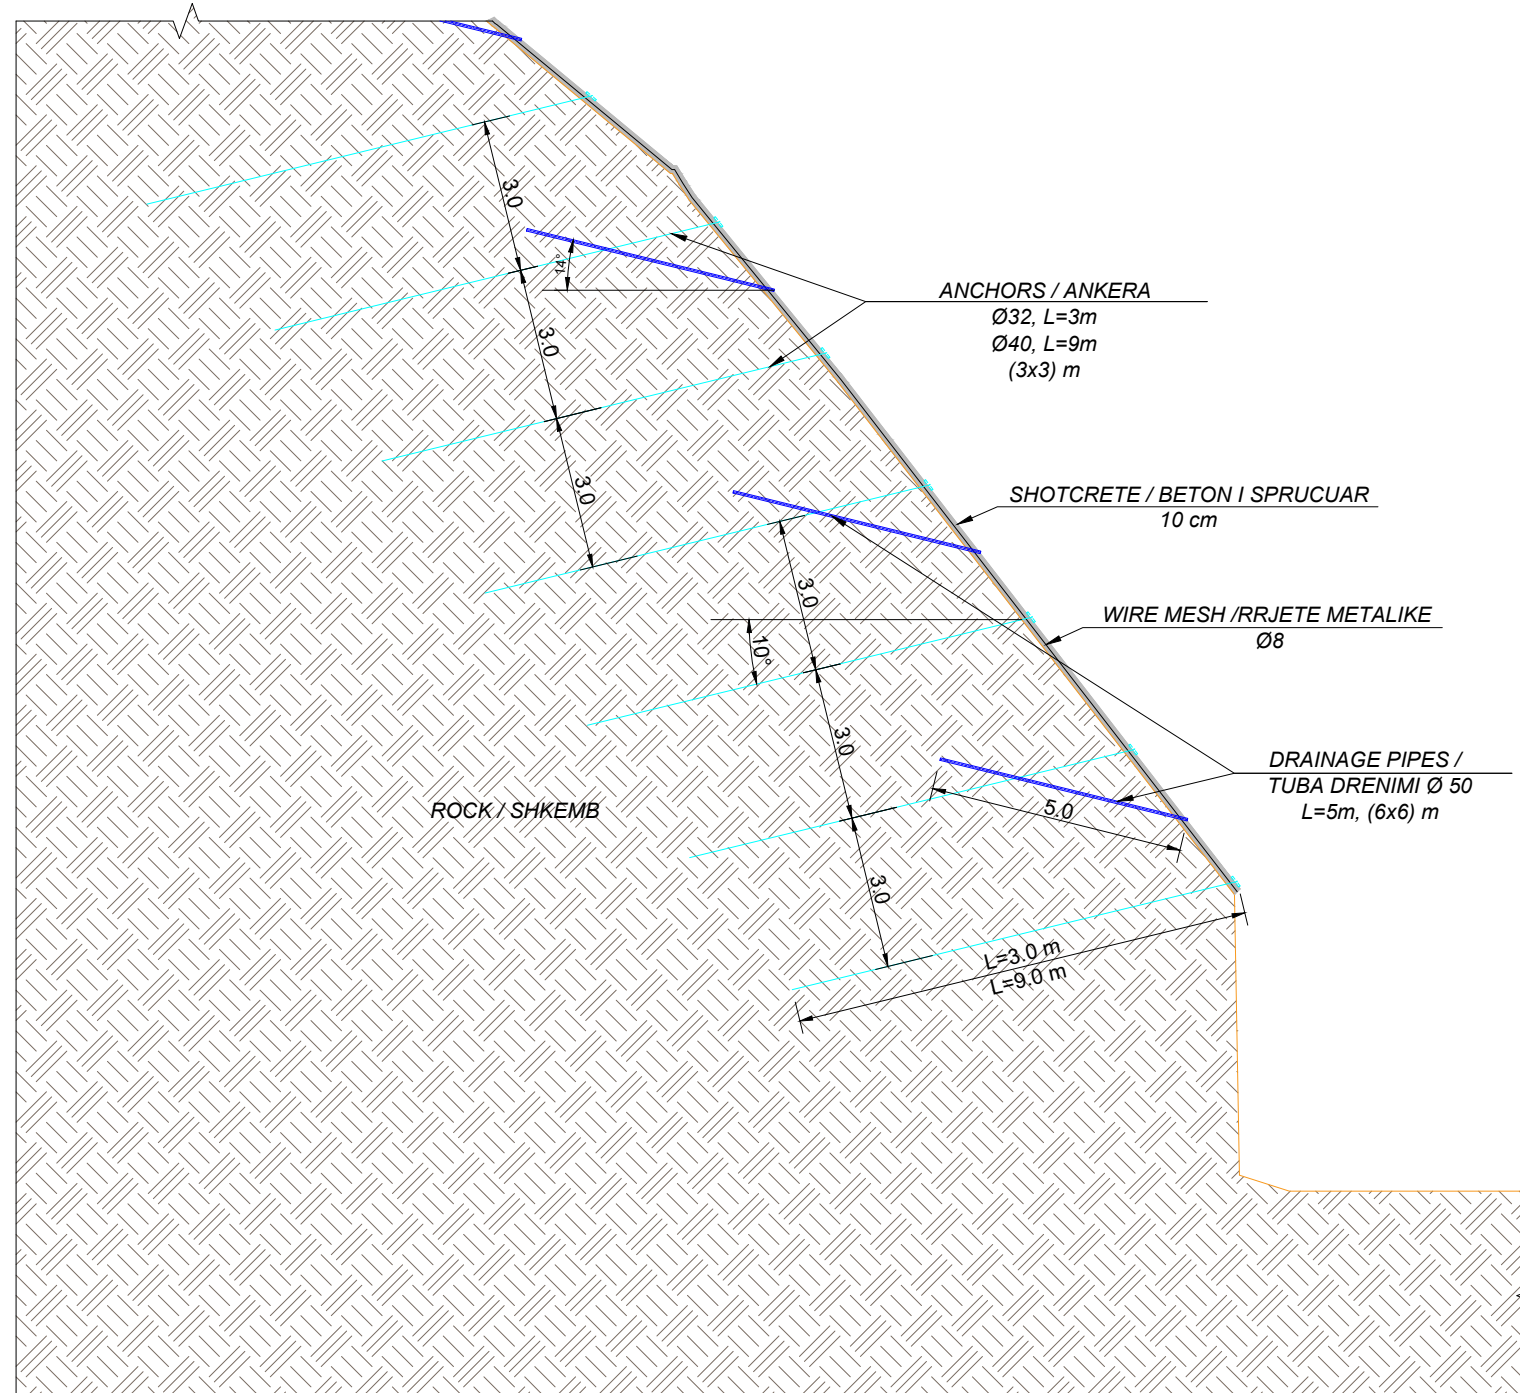 3.0
14°
3.0
ANCHORS / ANKERA
Ø32, L=3m
Ø40, L=9m
(3x3) m
3.0
SHOTCRETE / BETON I SPRUCUAR
10 cm
3.0
WIRE MESH /RRJETE METALIKE
Ø8
10°
3.0
DRAINAGE PIPES /
TUBA DRENIMI Ø 50
L=5m, (6x6) m
ROCK / SHKEMB
5.0
3.0
L=3.0 m
L=9.0 m